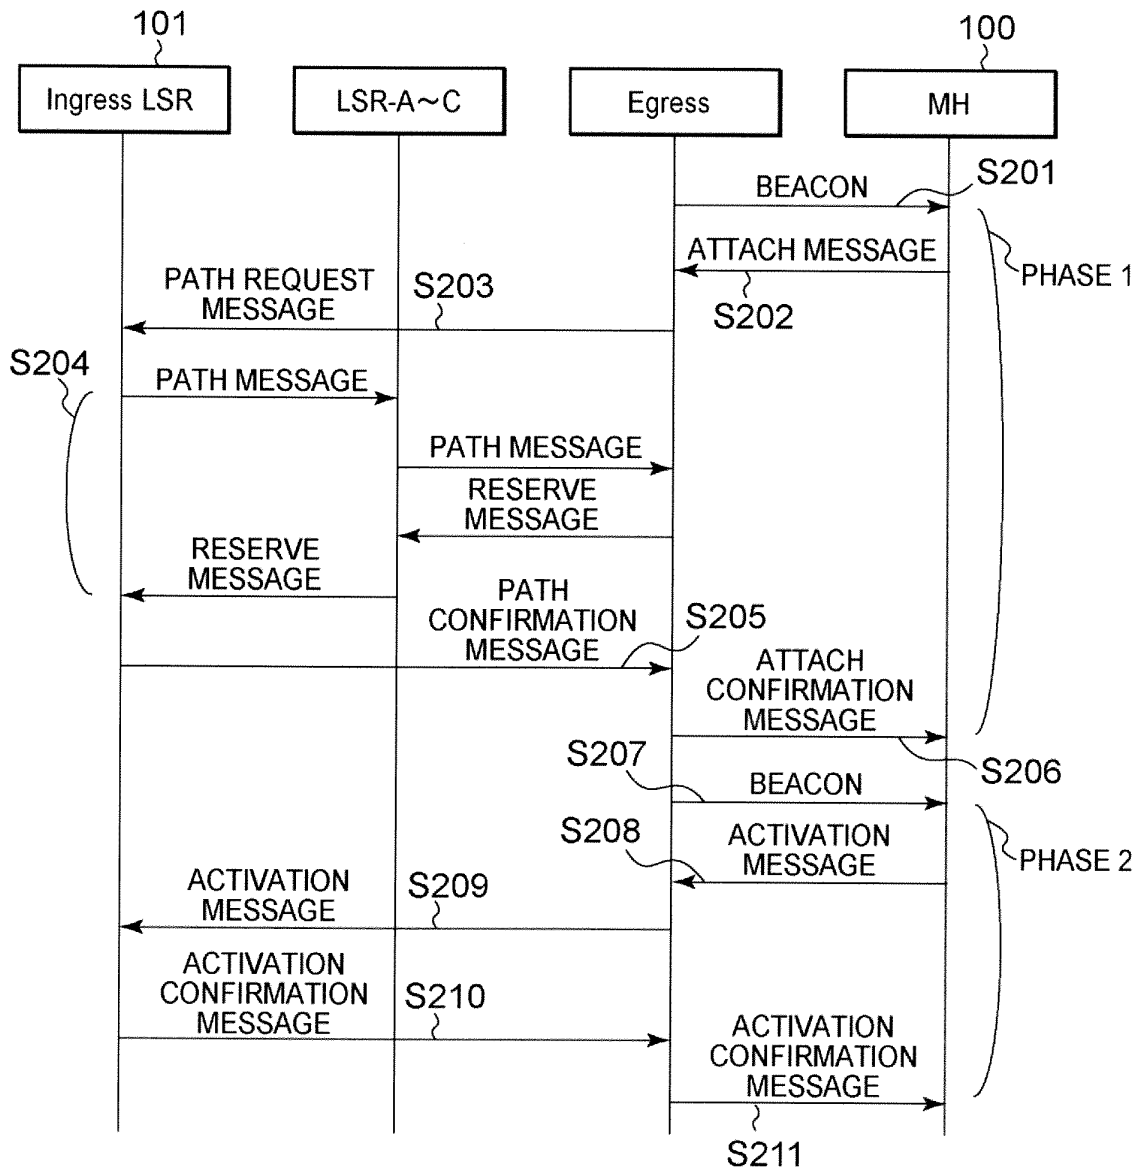 101
100
Ingress LSR
LSR-A～C
Egress
MH
BEACON
S201
ATTACH MESSAGE
S202
PHASE 1
PATH REQUEST
MESSAGE
S203
S204
PATH MESSAGE
PATH MESSAGE
RESERVE
MESSAGE
RESERVE
MESSAGE
PATH
CONFIRMATION
MESSAGE
S205
ATTACH
CONFIRMATION
MESSAGE
S206
S207
BEACON
S208
ACTIVATION
MESSAGE
PHASE 2
ACTIVATION
MESSAGE
S209
ACTIVATION
CONFIRMATION
MESSAGE
S210
ACTIVATION
CONFIRMATION
MESSAGE
S211